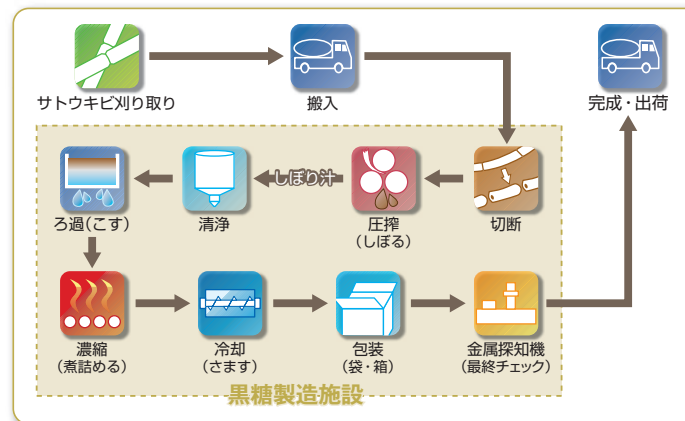 サトウキビ刈り取り
搬入
完成・出荷
切断
圧搾
(しぼる)
しぼり汁
清浄
ろ過(こす)
濃縮
(煮詰める)
冷却
(さます)
包装
(袋・箱)
金属探知機
(最終チェック)
黒糖製造施設